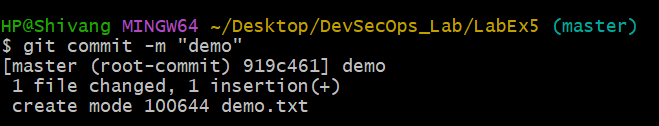 HP@Shivang MINGW64 ~/Desktop/DevSecOps_Lab/LabEx5 (master)
$ git commit -m "demo"
[master (root-commit) 919c461] demo
 1 file changed, 1 insertion(+)
 create mode 100644 demo.txt